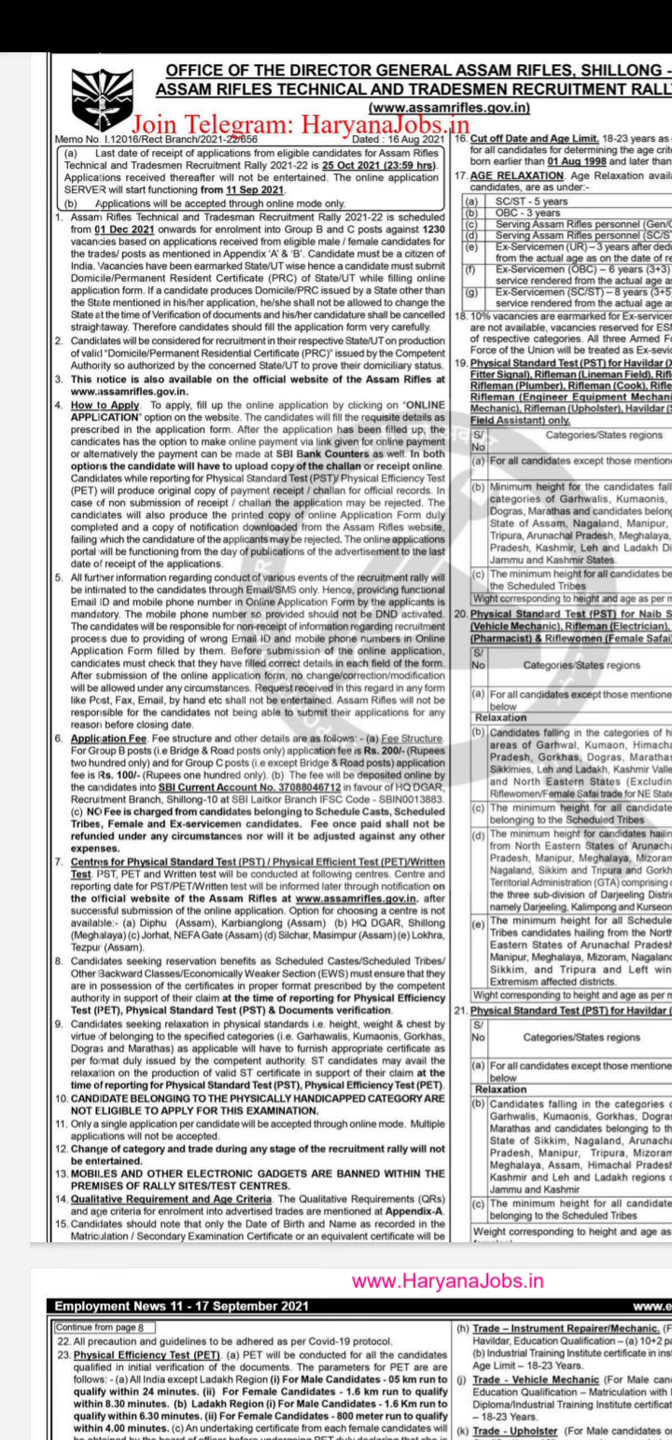 OFFICE OF THE DIRECTOR GENERAL ASSAM RIFLES, SHILLONG -
ASSAM RIFLES TECHNICAL AND TRADESMEN RECRUITMENT RALL
(www.assamrifles.gov.in)
Join Telegram: HaryanaJobs.in
Memo No. I.12016/Rect Branch/2021-22/656 Dated : 16 Aug 2021
(a) Last date of receipt of applications from eligible candidates for Assam Rifles
Technical and Tradesmen Recruitment Rally 2021-22 is 25 Oct 2021 (23:59 hrs).
Applications received thereafter will not be entertained. The online application
SERVER will start functioning from 11 Sep 2021.
(b) Applications will be accepted through online mode only.
1. Assam Rifles Technical and Tradesman Recruitment Rally 2021-22 is scheduled
from 01 Dec 2021 onwards for enrolment into Group B and C posts against 1230
vacancies based on applications received from eligible male / female candidates for
the trades/ posts as mentioned in Appendix 'A' & 'B'. Candidate must be a citizen of
India. Vacancies have been earmarked State/UT wise hence a candidate must submit
Domicile/Permanent Resident Certificate (PRC) of State/UT while filling online
application form. If a candidate produces Domicile/PRC issued by a State other than
the State mentioned in his/her application, he/she shall not be allowed to change the
State at the time of Verification of documents and his/her candidature shall be cancelled
straightaway. Therefore candidates should fill the application form very carefully.
2. Candidates will be considered for recruitment in their respective State/UT on production
of valid "Domicile/Permanent Residential Certificate (PRC)" issued by the Competent
Authority so authorized by the concerned State/UT to prove their domiciliary status.
3. This notice is also available on the official website of the Assam Rifles at
www.assamrifles.gov.in.
4. How to Apply. To apply, fill up the online application by clicking on "ONLINE
APPLICATION" option on the website. The candidates will fill the requisite details as
prescribed in the application form. After the application has been filled up, the
candidates has the option to make online payment via link given for online payment
or alternatively the payment can be made at SBI Bank Counters as well. In both
options the candidate will have to upload copy of the challan or receipt online.
Candidates while reporting for Physical Standard Test (PST)/ Physical Efficiency Test
(PET) will produce original copy of payment receipt / challan for official records. In
case of non submission of receipt / challan the application may be rejected. The
candidates will also produce the printed copy of online Application Form duly
completed and a copy of notification downloaded from the Assam Rifles website,
failing which the candidature of the applicants may be rejected. The online applications
portal will be functioning from the day of publications of the advertisement to the last
date of receipt of the applications.
5. All further information regarding conduct of various events of the recruitment rally will
be intimated to the candidates through Email/SMS only. Hence, providing functional
Email ID and mobile phone number in Online Application Form by the applicants is
mandatory. The mobile phone number so provided should not be DND activated.
The candidates will be responsible for non-receipt of information regarding recruitment
process due to providing of wrong Email ID and mobile phone numbers in Online
Application Form filled by them. Before submission of the online application,
candidates must check that they have filled correct details in each field of the form.
After submission of the online application form, no change/correction/modification
will be allowed under any circumstances. Request received in this regard in any form
like Post, Fax, Email, by hand etc shall not be entertained. Assam Rifles will not be
responsible for the candidates not being able to submit their applications for any
reason before closing date.
6. Application Fee. Fee structure and other details are as follows: - (a) Fee Structure.
For Group B posts (i.e Bridge & Road posts only) application fee is Rs. 200/- (Rupees
two hundred only) and for Group C posts (i.e except Bridge & Road posts) application
fee is Rs. 100/- (Rupees one hundred only). (b) The fee will be deposited online by
the candidates into SBI Current Account No. 37088046712 in favour of HQ DGAR,
Recruitment Branch, Shillong-10 at SBI Laitkor Branch IFSC Code - SBIN0013883.
(c) NO Fee is charged from candidates belonging to Schedule Casts, Scheduled
Tribes, Female and Ex-servicemen candidates. Fee once paid shall not be
refunded under any circumstances nor will it be adjusted against any other
expenses.
7. Centres for Physical Standard Test (PST) / Physical Efficient Test (PET)/Written
Test. PST, PET and Written test will be conducted at following centres. Centre and
reporting date for PST/PET/Written test will be informed later through notification on
the official website of the Assam Rifles at www.assamrifles.gov.in. after
successful submission of the online application. Option for choosing a centre is not
available:- (a) Diphu (Assam), Karbianglong (Assam) (b) HQ DGAR, Shillong
(Meghalaya) (c) Jorhat, NEFA Gate (Assam) (d) Silchar, Masimpur (Assam) (e) Lokhra,
Tezpur (Assam).
8. Candidates seeking reservation benefits as Scheduled Castes/Scheduled Tribes/
Other Backward Classes/Economically Weaker Section (EWS) must ensure that they
are in possession of the certificates in proper format prescribed by the competent
authority in support of their claim at the time of reporting for Physical Efficiency
Test (PET), Physical Standard Test (PST) & Documents verification.
9. Candidates seeking relaxation in physical standards i.e. height, weight & chest by
virtue of belonging to the specified categories (i.e. Garhawalis, Kumaonis, Gorkhas,
Dogras and Marathas) as applicable will have to furnish appropriate certificate as
per format duly issued by the competent authority. ST candidates may avail the
relaxation on the production of valid ST certificate in support of their claim at the
time of reporting for Physical Standard Test (PST), Physical Efficiency Test (PET).
10. CANDIDATE BELONGING TO THE PHYSICALLY HANDICAPPED CATEGORY ARE
NOT ELIGIBLE TO APPLY FOR THIS EXAMINATION.
11. Only a single application per candidate will be accepted through online mode. Multiple
applications will not be accepted.
12. Change of category and trade during any stage of the recruitment rally will not
be entertained.
13. MOBILES AND OTHER ELECTRONIC GADGETS ARE BANNED WITHIN THE
PREMISES OF RALLY SITES/TEST CENTRES.
14. Qualitative Requirement and Age Criteria. The Qualitative Requirements (QRs)
and age criteria for enrolment into advertised trades are mentioned at Appendix-A.
15. Candidates should note that only the Date of Birth and Name as recorded in the
Matriculation / Secondary Examination Certificate or an equivalent certificate will be
16. Cut off Date and Age Limit. 18-23 years as
for all candidates for determining the age crite
born earlier than 01 Aug 1998 and later than
17. AGE RELAXATION. Age Relaxation avail
candidates, are as under:-
(a) SC/ST - 5 years
(b) OBC - 3 years
(c) Serving Assam Rifles personnel (Gen/O
(d) Serving Assam Rifles personnel (SC/S
(e) Ex-Servicemen (UR) – 3 years after dedu
from the actual age as on the date of re
(f) Ex-Servicemen (OBC) – 6 years (3+3)
service rendered from the actual age as
(g) Ex-Servicemen (SC/ST) – 8 years (3+5
service rendered from the actual age as
18. 10% vacancies are earmarked for Ex-service
are not available, vacancies reserved for ESM
of respective categories. All three Armed Fo
Force of the Union will be treated as Ex-servic
19. Physical Standard Test (PST) for Havildar (X
Fitter Signal), Rifleman (Lineman Field), Rifl
Rifleman (Plumber), Rifleman (Cook), Rifle
Rifleman (Engineer Equipment Mechani
Mechanic), Rifleman (Upholster), Havildar (S
Field Assistant) only.
S/ Categories/States regions
No
(a) For all candidates except those mentione
(b) Minimum height for the candidates fall
categories of Garhwalis, Kumaonis,
Dogras, Marathas and candidates belong
State of Assam, Nagaland, Manipur,
Tripura, Arunachal Pradesh, Meghalaya,
Pradesh, Kashmir, Leh and Ladakh Di
Jammu and Kashmir States.
(c) The minimum height for all candidates be
the Scheduled Tribes
Wight corresponding to height and age as per m
20. Physical Standard Test (PST) for Naib S
(Vehicle Mechanic), Rifleman (Electrician),
(Pharmacist) & Riflewomen (Female Safai)
S/
No Categories/States regions
(a) For all candidates except those mentione
below
Relaxation
(b) Candidates falling in the categories of hi
areas of Garhwal, Kumaon, Himacha
Pradesh, Gorkhas, Dogras, Marathas
Sikkimies, Leh and Ladakh, Kashmir Valle
and North Eastern States (Excludin
Riflewomen/Female Safai trade for NE State
(c) The minimum height for all candidate
belonging to the Scheduled Tribes
(d) The minimum height for candidates hailin
from North Eastern States of Arunacha
Pradesh, Manipur, Meghalaya, Mizoram
Nagaland, Sikkim and Tripura and Gorkh
Territorial Administration (GTA) comprising o
the three sub-division of Darjeeling Distric
namely Darjeeling, Kalimpong and Kurseon
(e) The minimum height for all Schedule
Tribes candidates hailing from the North
Eastern States of Arunachal Pradesh
Manipur, Meghalaya, Mizoram, Nagaland
Sikkim, and Tripura and Left win
Extremism affected districts.
Wight corresponding to height and age as per m
21. Physical Standard Test (PST) for Havildar (
S/
No Categories/States regions
(a) For all candidates except those mentione
below
Relaxation
(b) Candidates falling in the categories o
Garhwalis, Kumaonis, Gorkhas, Dogras
Marathas and candidates belonging to th
State of Sikkim, Nagaland, Arunacha
Pradesh, Manipur, Tripura, Mizoram
Meghalaya, Assam, Himachal Pradesh
Kashmir and Leh and Ladakh regions o
Jammu and Kashmir
(c) The minimum height for all candidate
belonging to the Scheduled Tribes
Weight corresponding to height and age as
www.HaryanaJobs.in
Employment News 11 - 17 September 2021 www.e
Continue from page 8
22. All precaution and guidelines to be adhered as per Covid-19 protocol.
23. Physical Efficient Test (PET). (a) PET will be conducted for all the candidates
qualified in initial verification of the documents. The parameters for PET are are
follows: - (a) All India except Ladakh Region (i) For Male Candidates - 05 km run to
qualify within 24 minutes. (ii) For Female Candidates - 1.6 km run to qualify
within 8.30 minutes. (b) Ladakh Region (i) For Male Candidates - 1.6 Km run to
qualify within 6.30 minutes. (ii) For Female Candidates - 800 meter run to qualify
within 4.00 minutes. (c) An undertaking certificate from each female candidates will
(h) Trade – Instrument Repairer/Mechanic. (F
Havildar, Education Qualification – (a) 10+2 pa
(b) Industrial Training Institute certificate in inst
Age Limit – 18-23 Years.
(j) Trade - Vehicle Mechanic (For Male cand
Education Qualification – Matriculation with
Diploma/Industrial Training Institute certificat
– 18-23 Years.
(k) Trade - Upholster (For Male candidates o